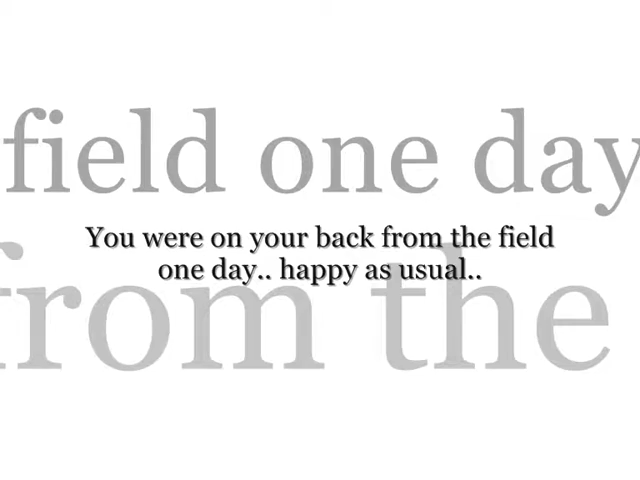 field one day
You were on your back from the field
one day.. happy as usual..
from the